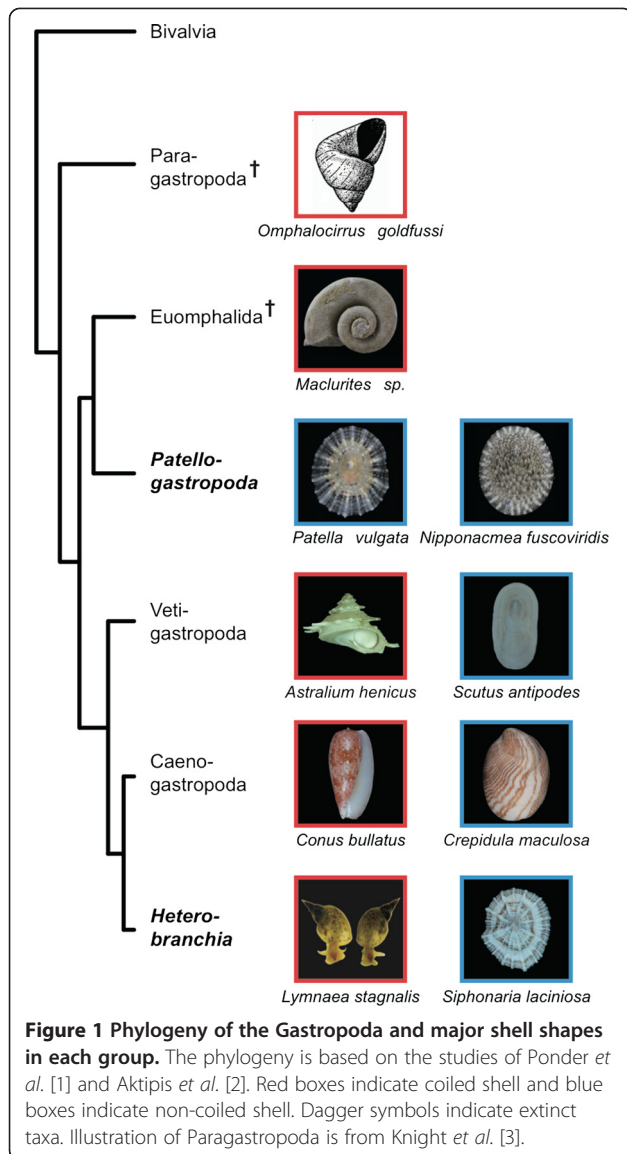 Bivalvia
Para-
gastropoda†
Omphalocirrus goldfussi
Euomphalida†
Maclurites sp.
Patello-
gastropoda
Patella vulgata Nipponacmea fuscoviridis
Veti-
gastropoda
Astralium henicus Scutus antipodes
Caeno-
gastropoda
Conus bullatus Crepidula maculosa
Hetero-
branchia
Lymnaea stagnalis Siphonaria laciniosa
Figure 1 Phylogeny of the Gastropoda and major shell shapes
in each group. The phylogeny is based on the studies of Ponder et
al. [1] and Aktipis et al. [2]. Red boxes indicate coiled shell and blue
boxes indicate non-coiled shell. Dagger symbols indicate extinct
taxa. Illustration of Paragastropoda is from Knight et al. [3].